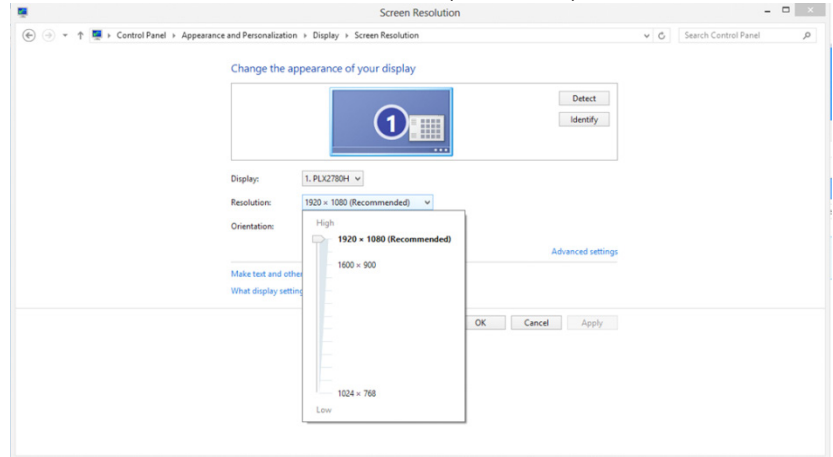 Screen Resolution
Control Panel Appearance and Personalization Display Screen Resolution
Search Control Panel
Change the appearance of your display
1
Detect
Identify
Display: 1. PLX2780H
Resolution: 1920 × 1080 (Recommended)
Orientation:
High
1920 × 1080 (Recommended)
Advanced settings
1600 × 900
Make text and othe
What display setting
OK Cancel Apply
1024 × 768
Low